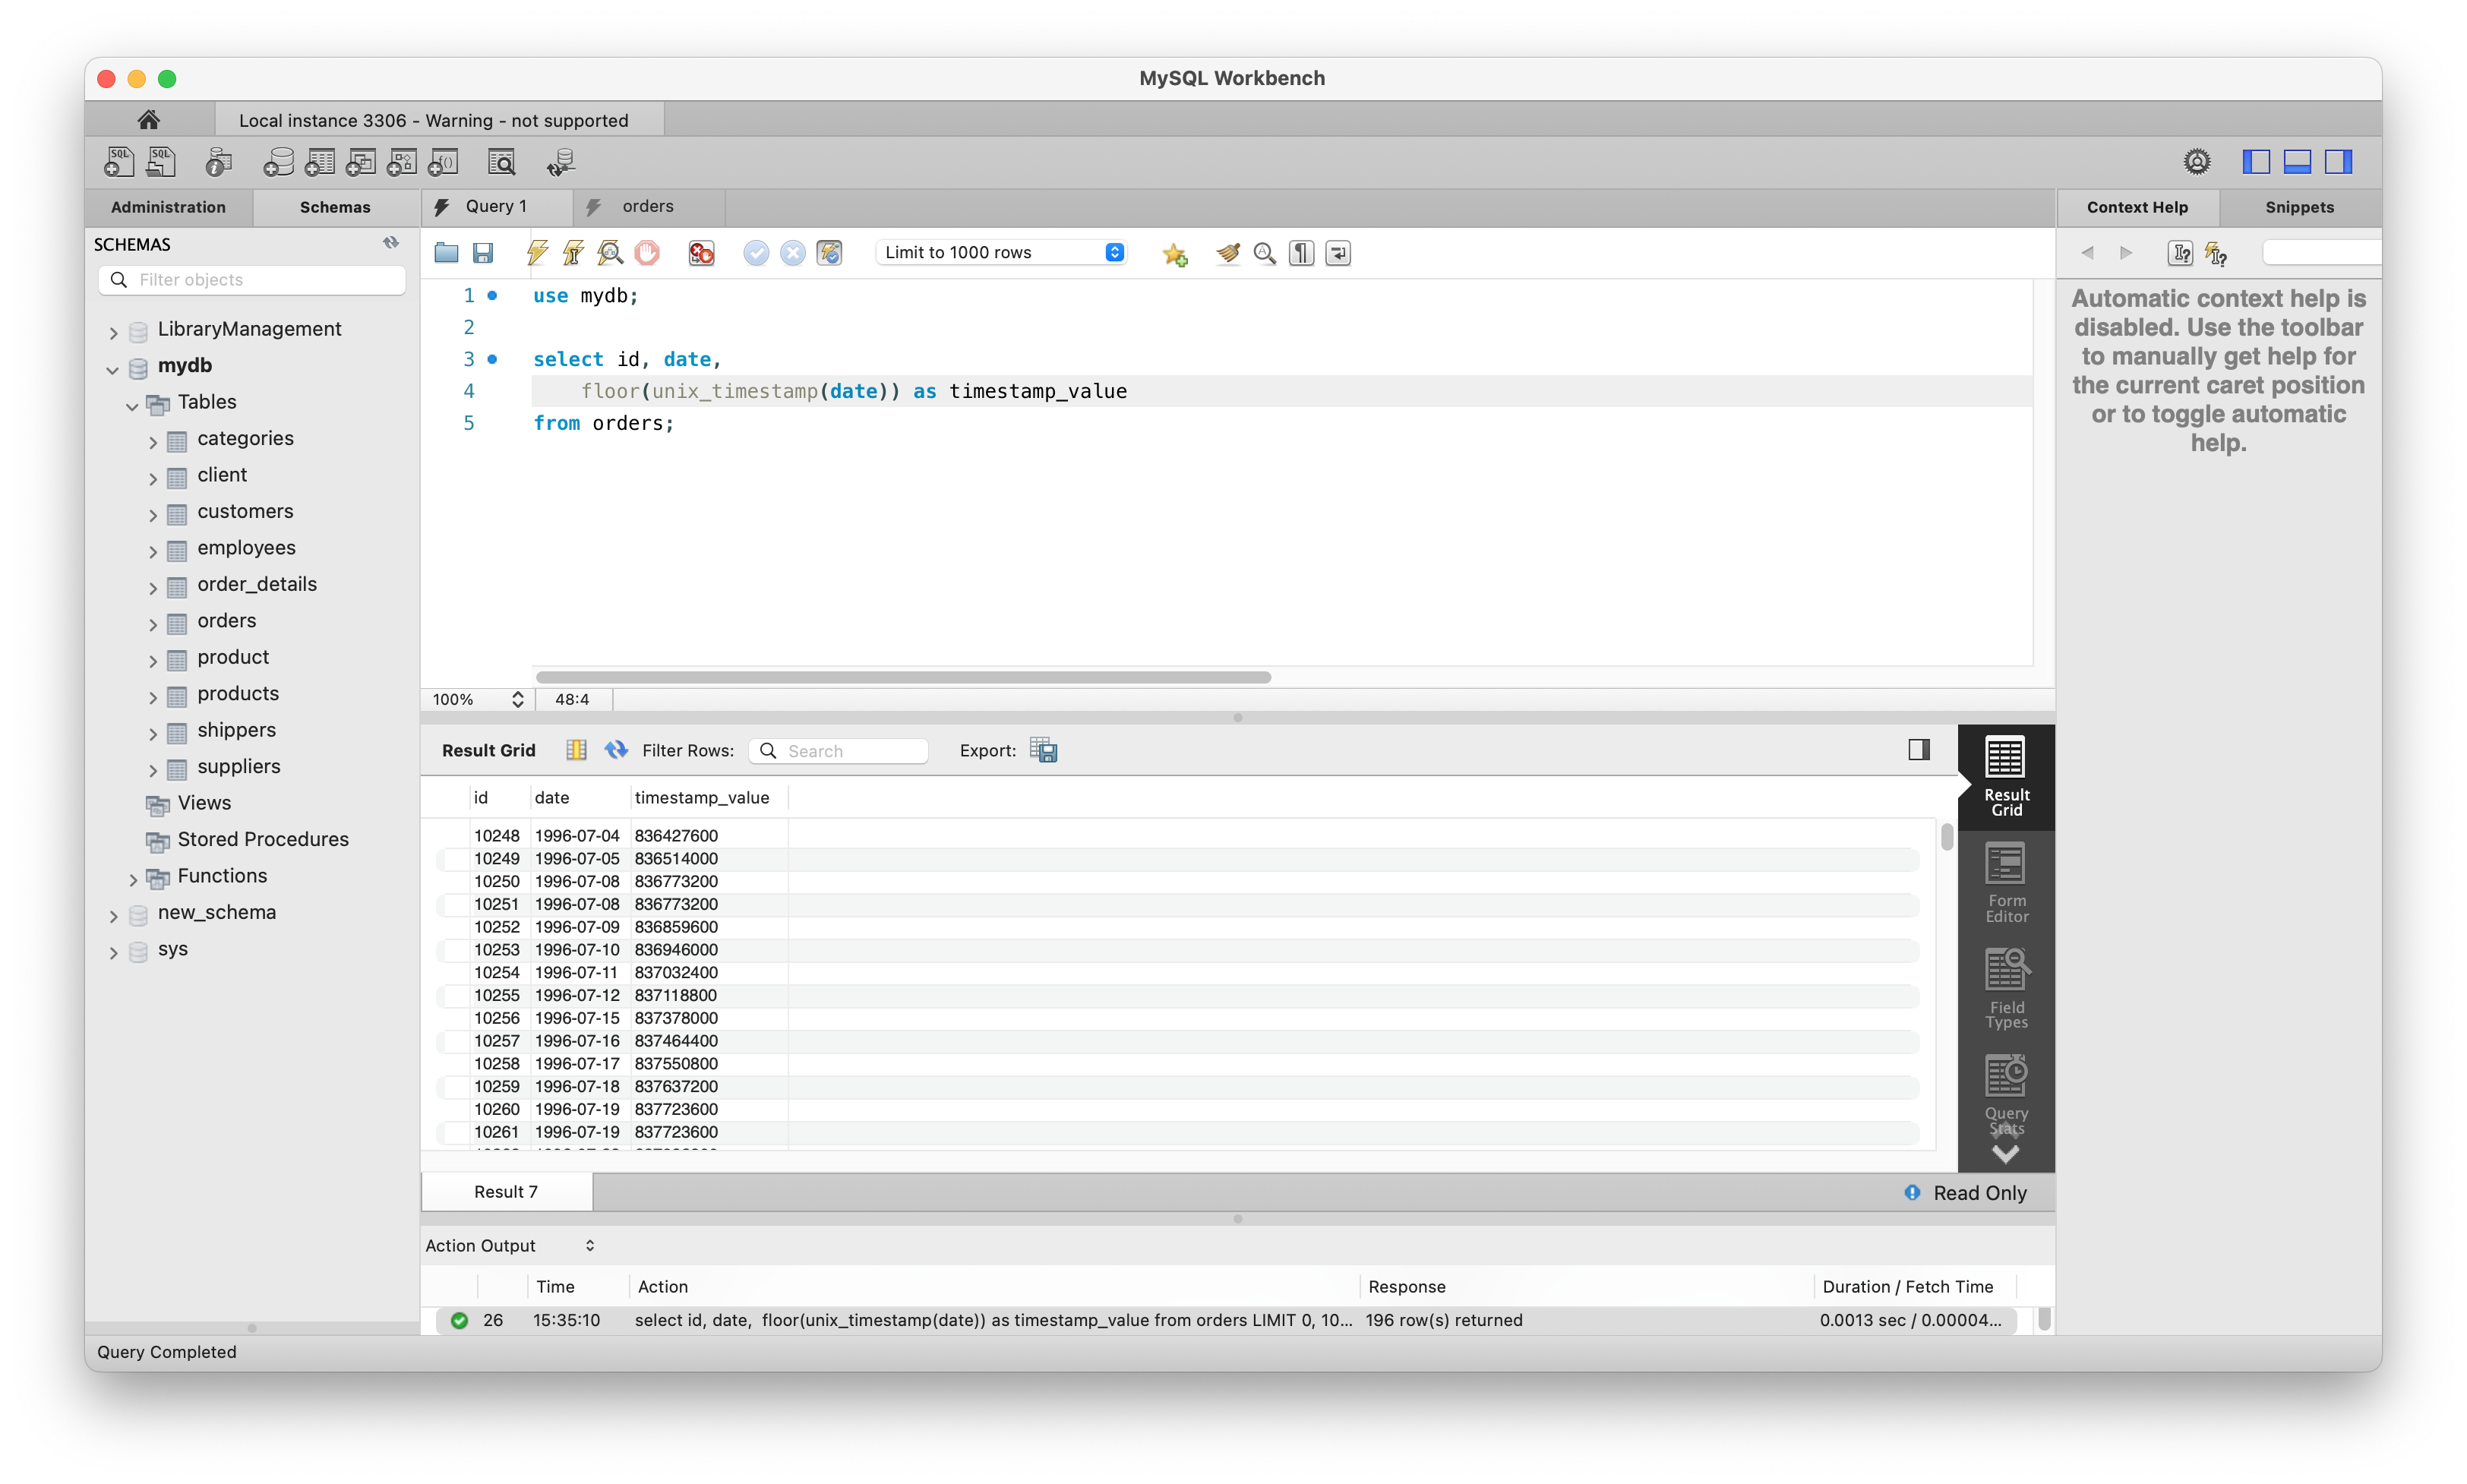 MySQL Workbench
Local instance 3306 - Warning - not supported
SQL SQL
Administration Schemas
Query 1 orders
Context Help Snippets
SCHEMAS
Filter objects
LibraryManagement
mydb
Tables
categories
client
customers
employees
order_details
orders
product
products
shippers
suppliers
Views
Stored Procedures
Functions
new_schema
sys
Limit to 1000 rows
1 use mydb;
2
3 select id, date,
4 floor(unix_timestamp(date)) as timestamp_value
5 from orders;
100% 48:4
Automatic context help is
disabled. Use the toolbar
to manually get help for
the current caret position
or to toggle automatic
help.
Result Grid Filter Rows: Search Export:
id date timestamp_value
10248 1996-07-04 836427600
10249 1996-07-05 836514000
10250 1996-07-08 836773200
10251 1996-07-08 836773200
10252 1996-07-09 836859600
10253 1996-07-10 836946000
10254 1996-07-11 837032400
10255 1996-07-12 837118800
10256 1996-07-15 837378000
10257 1996-07-16 837464400
10258 1996-07-17 837550800
10259 1996-07-18 837637200
10260 1996-07-19 837723600
10261 1996-07-19 837723600
Result
Grid
Form
Editor
Field
Types
Query
Stats
Result 7 Read Only
Action Output
Time Action Response Duration / Fetch Time
26 15:35:10 select id, date, floor(unix_timestamp(date)) as timestamp_value from orders LIMIT 0, 10... 196 row(s) returned 0.0013 sec / 0.00004...
Query Completed